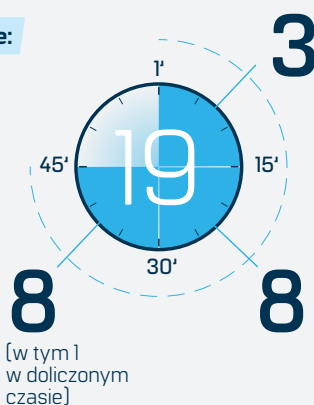 e:
3
1'
19
45'
15'
30'
8
8
(w tym 1
w doliczonym
czasie)